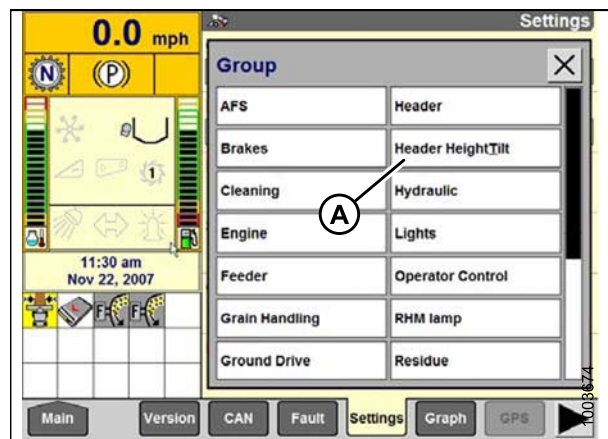 0.0 mph
Settings
N
(P)
Group
X
AFS
Header
Brakes
Header HeightTilt
Cleaning
Hydraulic
A
Engine
Lights
1
11:30 am
Nov 22, 2007
Feeder
Operator Control
F
F
Grain Handling
RHM lamp
Ground Drive
Residue
Main
Version
CAN
Fault
Settings
Graph
GPS
1003674